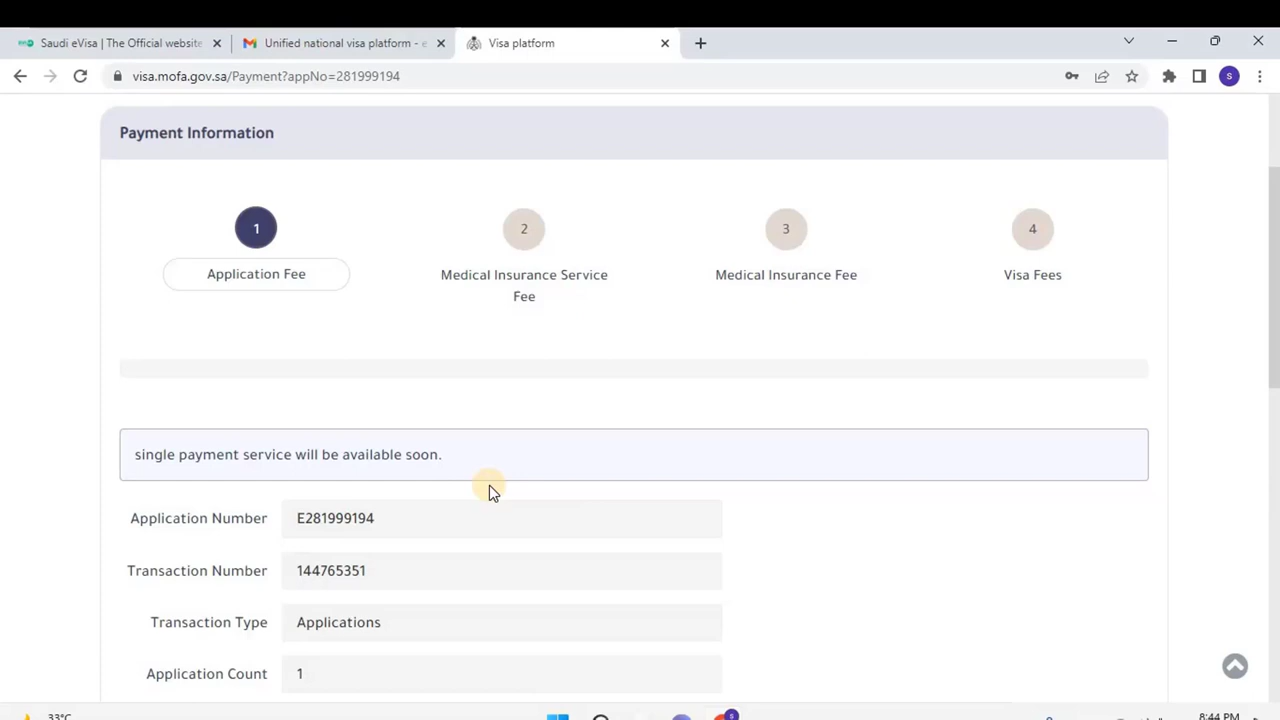 Saudi eVisa | The Official website
Unified national visa platform - e
Visa platform
visa.mofa.gov.sa/Payment?appNo=281999194
S
Payment Information
1
2
3
4
Application Fee
Medical Insurance Service
Fee
Medical Insurance Fee
Visa Fees
single payment service will be available soon.
Application Number
E281999194
Transaction Number
144765351
Transaction Type
Applications
Application Count
1
33°C
8:44 PM